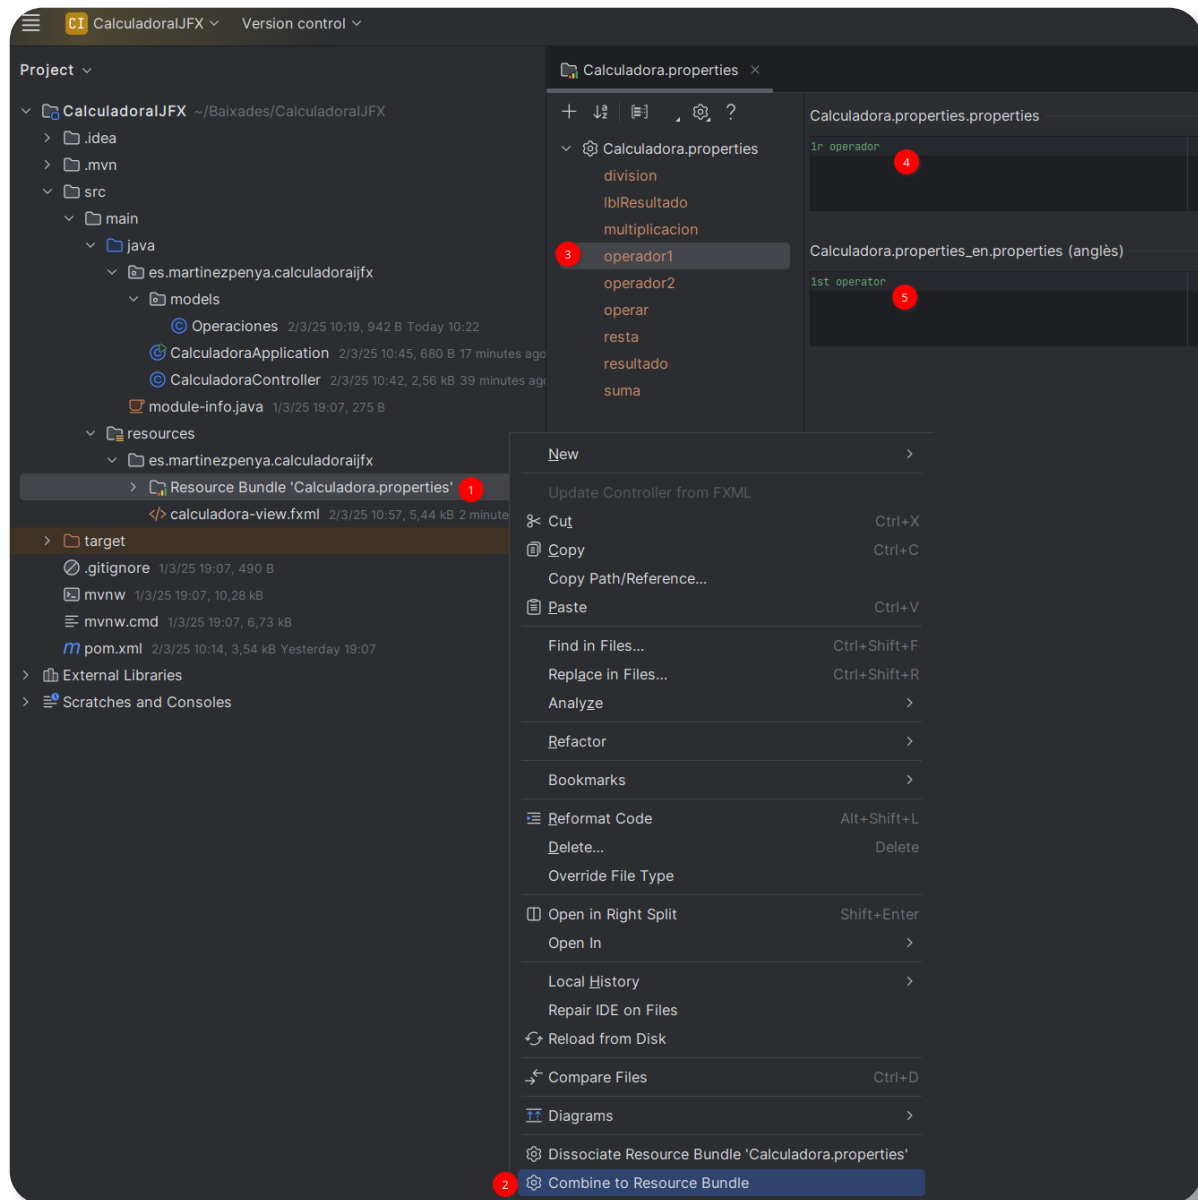 CI CalculadoraIJFX Version control
Project
CalculadoraIJFX ~/Baixades/CalculadoraIJFX
.idea
.mvn
src
main
java
es.martinezpenya.calculadoraijfx
models
Operaciones 2/3/25 10:19, 942 B Today 10:22
CalculadoraApplication 2/3/25 10:45, 680 B 17 minutes ago
CalculadoraController 2/3/25 10:42, 2,56 kB 39 minutes ago
module-info.java 1/3/25 19:07, 275 B
resources
es.martinezpenya.calculadoraijfx
Resource Bundle 'Calculadora.properties' 1
calculadora-view.fxml 2/3/25 10:57, 5,44 kB 2 minute
target
.gitignore 1/3/25 19:07, 490 B
mvnw 1/3/25 19:07, 10,28 kB
mvnw.cmd 1/3/25 19:07, 6,73 kB
m pom.xml 2/3/25 10:14, 3,54 kB Yesterday 19:07
External Libraries
Scratches and Consoles
Calculadora.properties
Calculadora.properties
division
lblResultado
multiplicacion
3 operador1
operador2
operar
resta
resultado
suma
Calculadora.properties.properties
1r operador
4
Calculadora.properties_en.properties (anglès)
1st operator
5
New
Update Controller from FXML
Cut Ctrl+X
Copy Ctrl+C
Copy Path/Reference...
Paste Ctrl+V
Find in Files... Ctrl+Shift+F
Replace in Files... Ctrl+Shift+R
Analyze
Refactor
Bookmarks
Reformat Code Alt+Shift+L
Delete... Delete
Override File Type
Open in Right Split Shift+Enter
Open In
Local History
Repair IDE on Files
Reload from Disk
Compare Files Ctrl+D
Diagrams
Dissociate Resource Bundle 'Calculadora.properties'
2 Combine to Resource Bundle